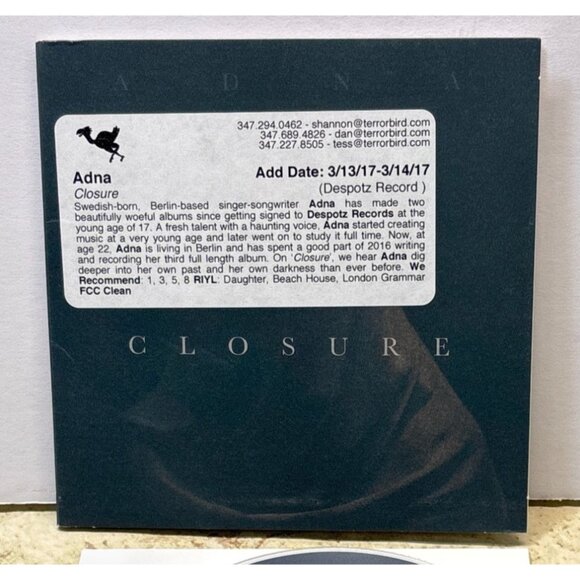 ADNA
347.294.0462 - shannon@terrorbird.com
347.689.4826 - dan@terrorbird.com
347.227.8505 - tess@terrorbird.com
Adna
Add Date: 3/13/17-3/14/17
Closure
(Despotz Record )
Swedish-born, Berlin-based singer-songwriter Adna has made two
beautifully woeful albums since getting signed to Despotz Records at the
young age of 17. A fresh talent with a haunting voice, Adna started creating
music at a very young age and later went on to study it full time. Now, at
age 22, Adna is living in Berlin and has spent a good part of 2016 writing
and recording her third full length album. On 'Closure', we hear Adna dig
deeper into her own past and her own darkness than ever before. We
Recommend: 1, 3, 5, 8 RIYL: Daughter, Beach House, London Grammar
FCC Clean
CLOSURE